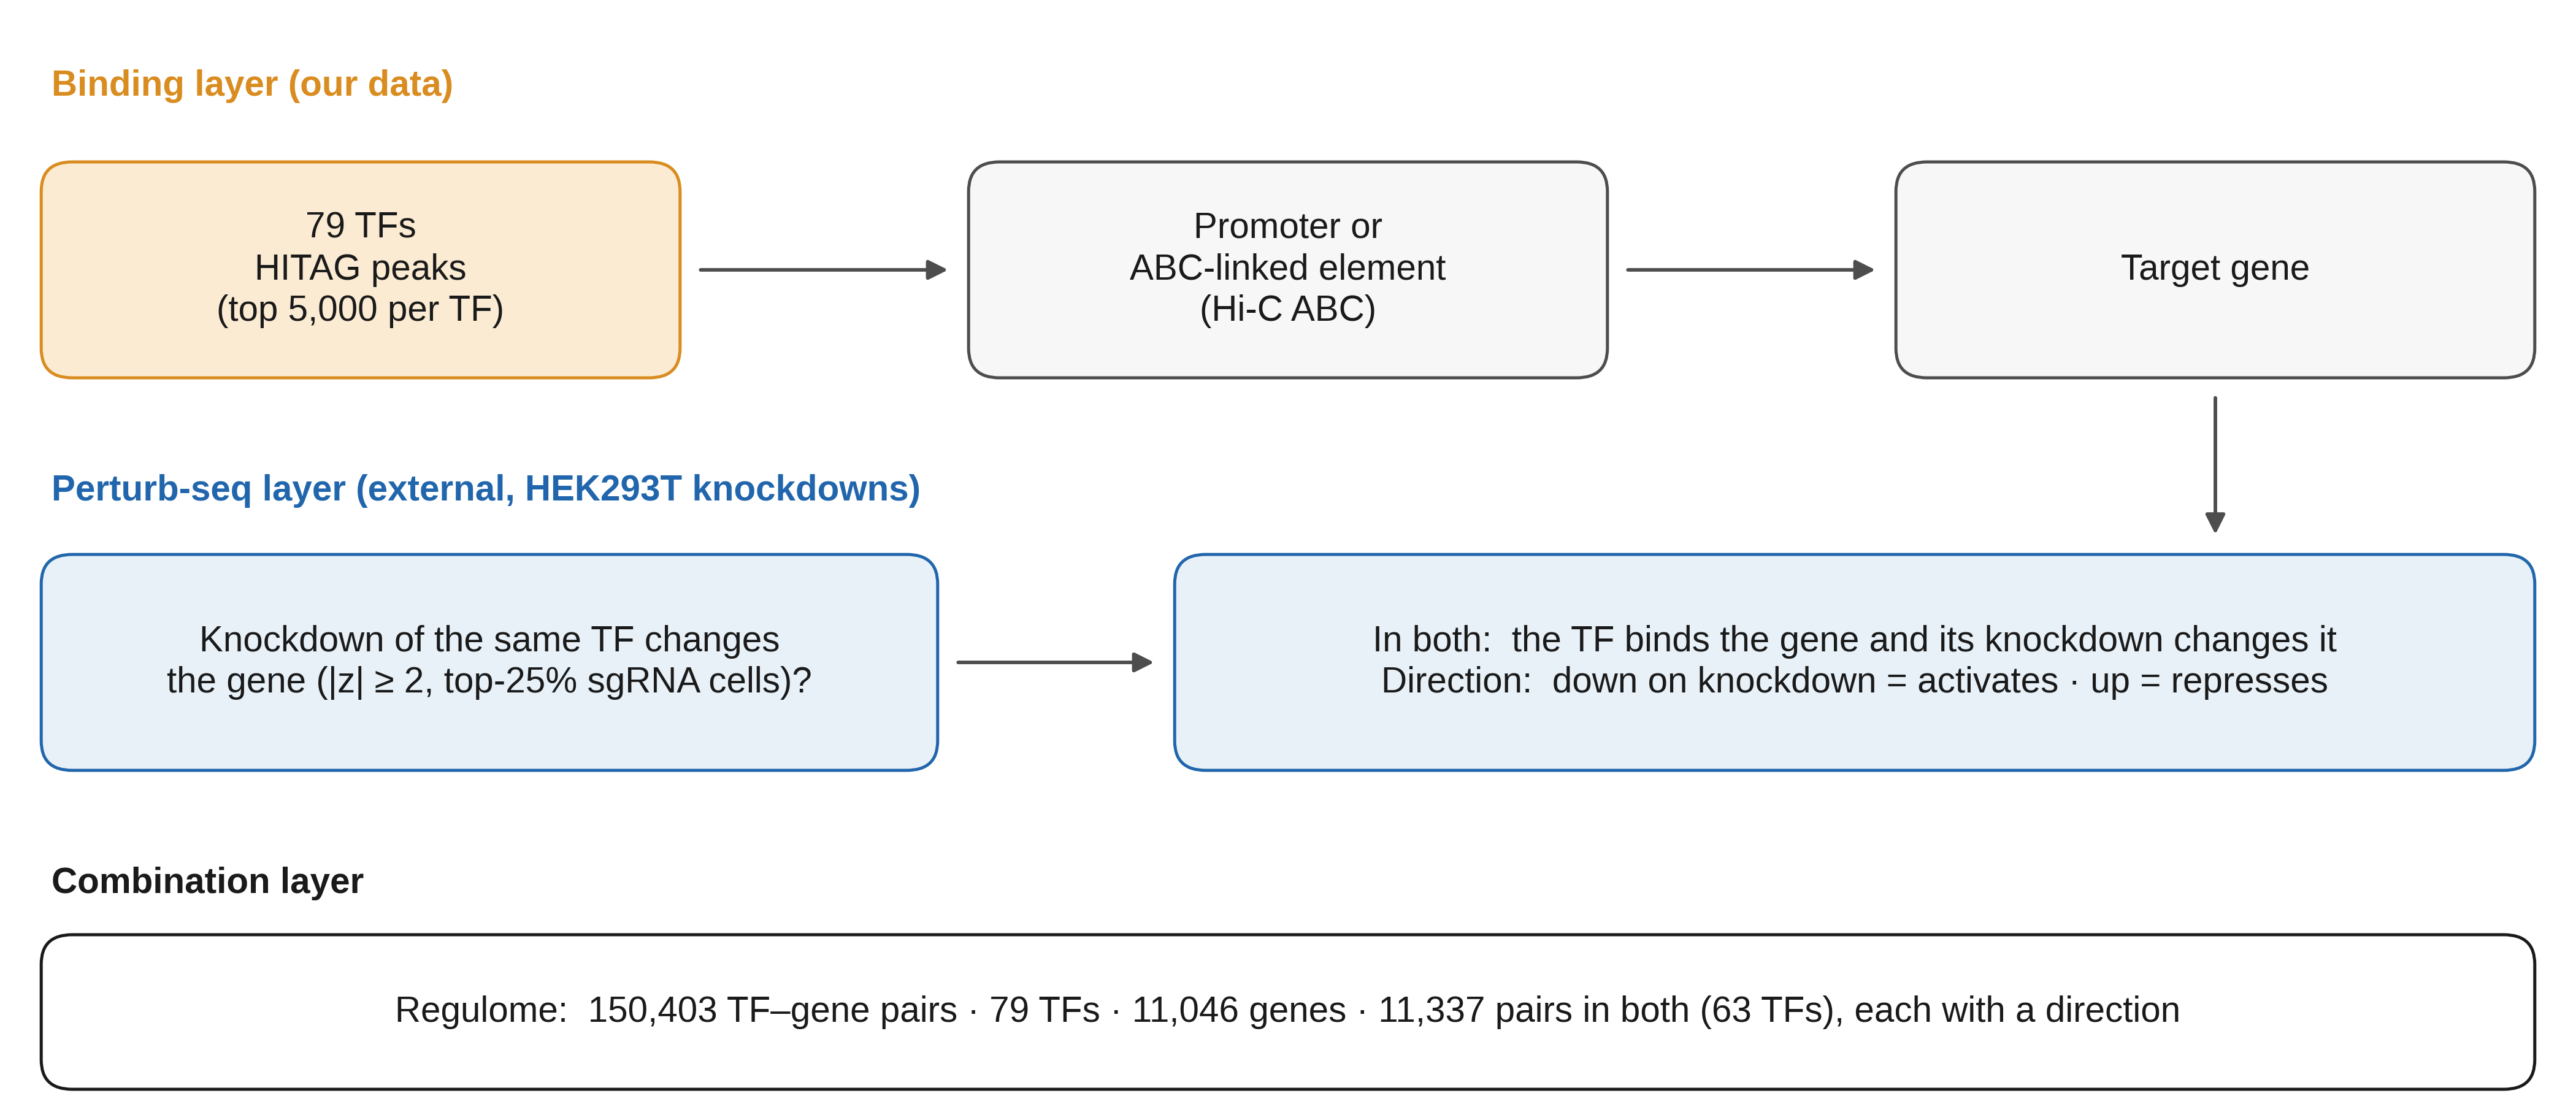 Binding layer (our data)
79 TFs
HITAG peaks
(top 5,000 per TF)
Promoter or
ABC-linked element
(Hi-C ABC)
Target gene
Perturb-seq layer (external, HEK293T knockdowns)
Knockdown of the same TF changes
the gene (|z| ≥ 2, top-25% sgRNA cells)?
In both:  the TF binds the gene and its knockdown changes it
Direction:  down on knockdown = activates · up = represses
Combination layer
Regulome:  150,403 TF–gene pairs · 79 TFs · 11,046 genes · 11,337 pairs in both (63 TFs), each with a direction